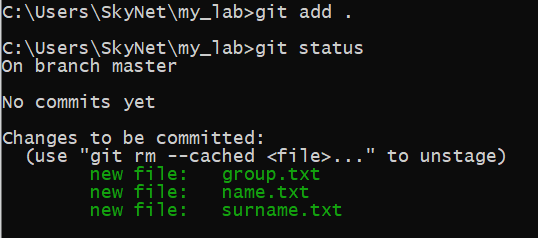 C:\Users\SkyNet\my_lab>git add .
C:\Users\SkyNet\my_lab>git status
On branch master
No commits yet
Changes to be committed:
  (use "git rm --cached <file>..." to unstage)
        new file:   group.txt
        new file:   name.txt
        new file:   surname.txt